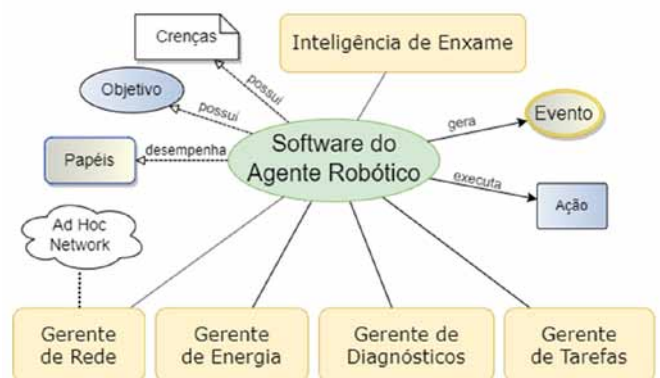 Crenças
Inteligência de Enxame
possui
Objetivo
possui
gera
Evento
Papéis
desempenha
Software do
Agente Robótico
executa
Ação
Ad Hoc
Network
Gerente
de Rede
Gerente
de Energia
Gerente de
Diagnósticos
Gerente
de Tarefas